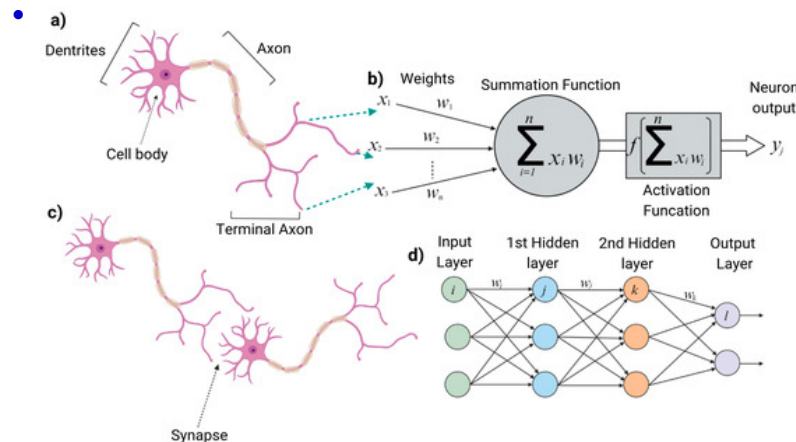 a)
Dentrites
Axon
Cell body
Terminal Axon
b)
Weights
Summation Function
Neuron
output
x₁
w₁
x₂
w₂
x₃
wₙ
n
∑ xᵢ wᵢ
i=1
f[∑ xᵢ wᵢ]
n
yⱼ
Activation
Funcation
c)
Synapse
d)
Input
Layer
1st Hidden
layer
2nd Hidden
layer
Output
Layer
i
wᵢ
j
wⱼ
k
wₖ
l